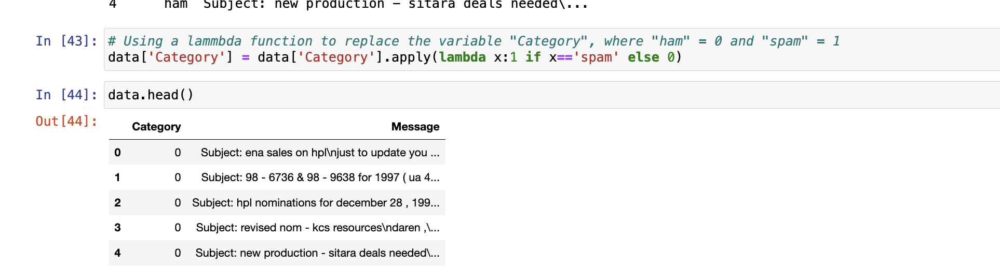 4      ham  Subject: new production - sitara deals needed\...
In [43]: # Using a lammbda function to replace the variable "Category", where "ham" = 0 and "spam" = 1
data['Category'] = data['Category'].apply(lambda x:1 if x=='spam' else 0)
In [44]: data.head()
Out[44]:
Category Message
0 0 Subject: ena sales on hpl\njust to update you ...
1 0 Subject: 98 - 6736 & 98 - 9638 for 1997 ( ua 4...
2 0 Subject: hpl nominations for december 28 , 199...
3 0 Subject: revised nom - kcs resources\ndaren ,\...
4 0 Subject: new production - sitara deals needed\...